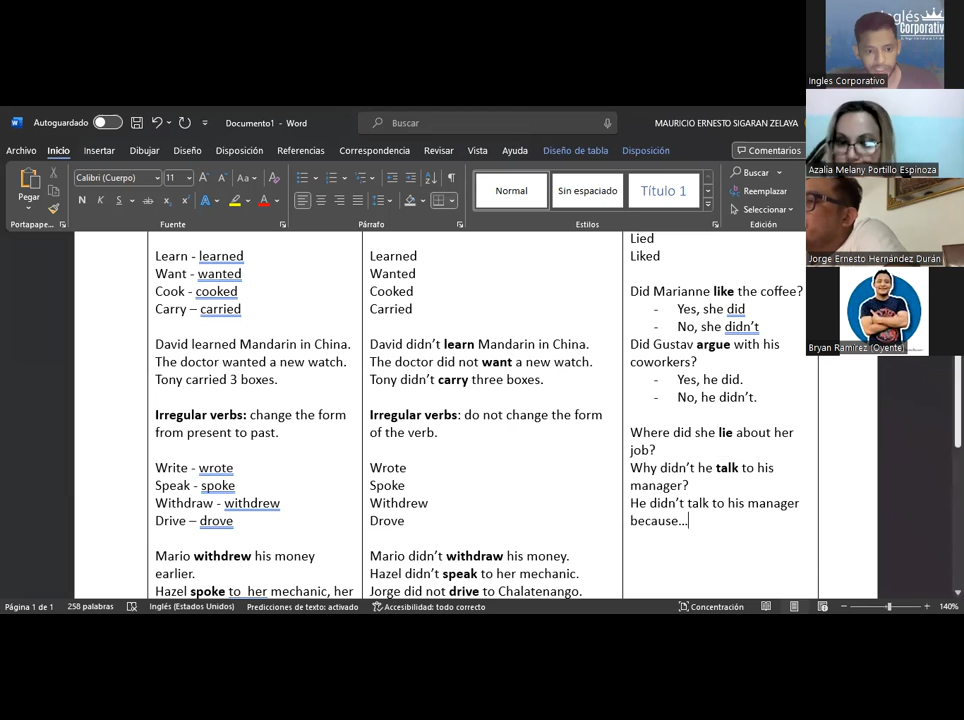 Inglés
Corporativo
Ingles Corporativo
Azalia Melany Portillo Espinoza
Jorge Ernesto Hernández Durán
Bryan Ramirez (Oyente)
Autoguardado
Documento1 - Word
Buscar
MAURICIO ERNESTO SIGARAN ZELAYA
Archivo Inicio Insertar Dibujar Diseño Disposición Referencias Correspondencia Revisar Vista Ayuda Diseño de tabla Disposición
Comentarios
Pegar
Calibri (Cuerpo) 11
Normal
Sin espaciado
Título 1
Buscar
Reemplazar
Seleccionar
Portapape... Fuente Párrafo Estilos Edición
Learn - learned
Want - wanted
Cook - cooked
Carry – carried
David learned Mandarin in China.
The doctor wanted a new watch.
Tony carried 3 boxes.
Irregular verbs: change the form
from present to past.
Write - wrote
Speak - spoke
Withdraw - withdrew
Drive – drove
Mario withdrew his money
earlier.
Hazel spoke to her mechanic, her
Learned
Wanted
Cooked
Carried
David didn’t learn Mandarin in China.
The doctor did not want a new watch.
Tony didn’t carry three boxes.
Irregular verbs: do not change the form
of the verb.
Wrote
Spoke
Withdrew
Drove
Mario didn’t withdraw his money.
Hazel didn’t speak to her mechanic.
Jorge did not drive to Chalatenango.
Lied
Liked
Did Marianne like the coffee?
- Yes, she did
- No, she didn’t
Did Gustav argue with his
coworkers?
- Yes, he did.
- No, he didn’t.
Where did she lie about her
job?
Why didn’t he talk to his
manager?
He didn’t talk to his manager
because...
Página 1 de 1 258 palabras Inglés (Estados Unidos) Predicciones de texto: activado Accesibilidad: todo correcto Concentración 140%